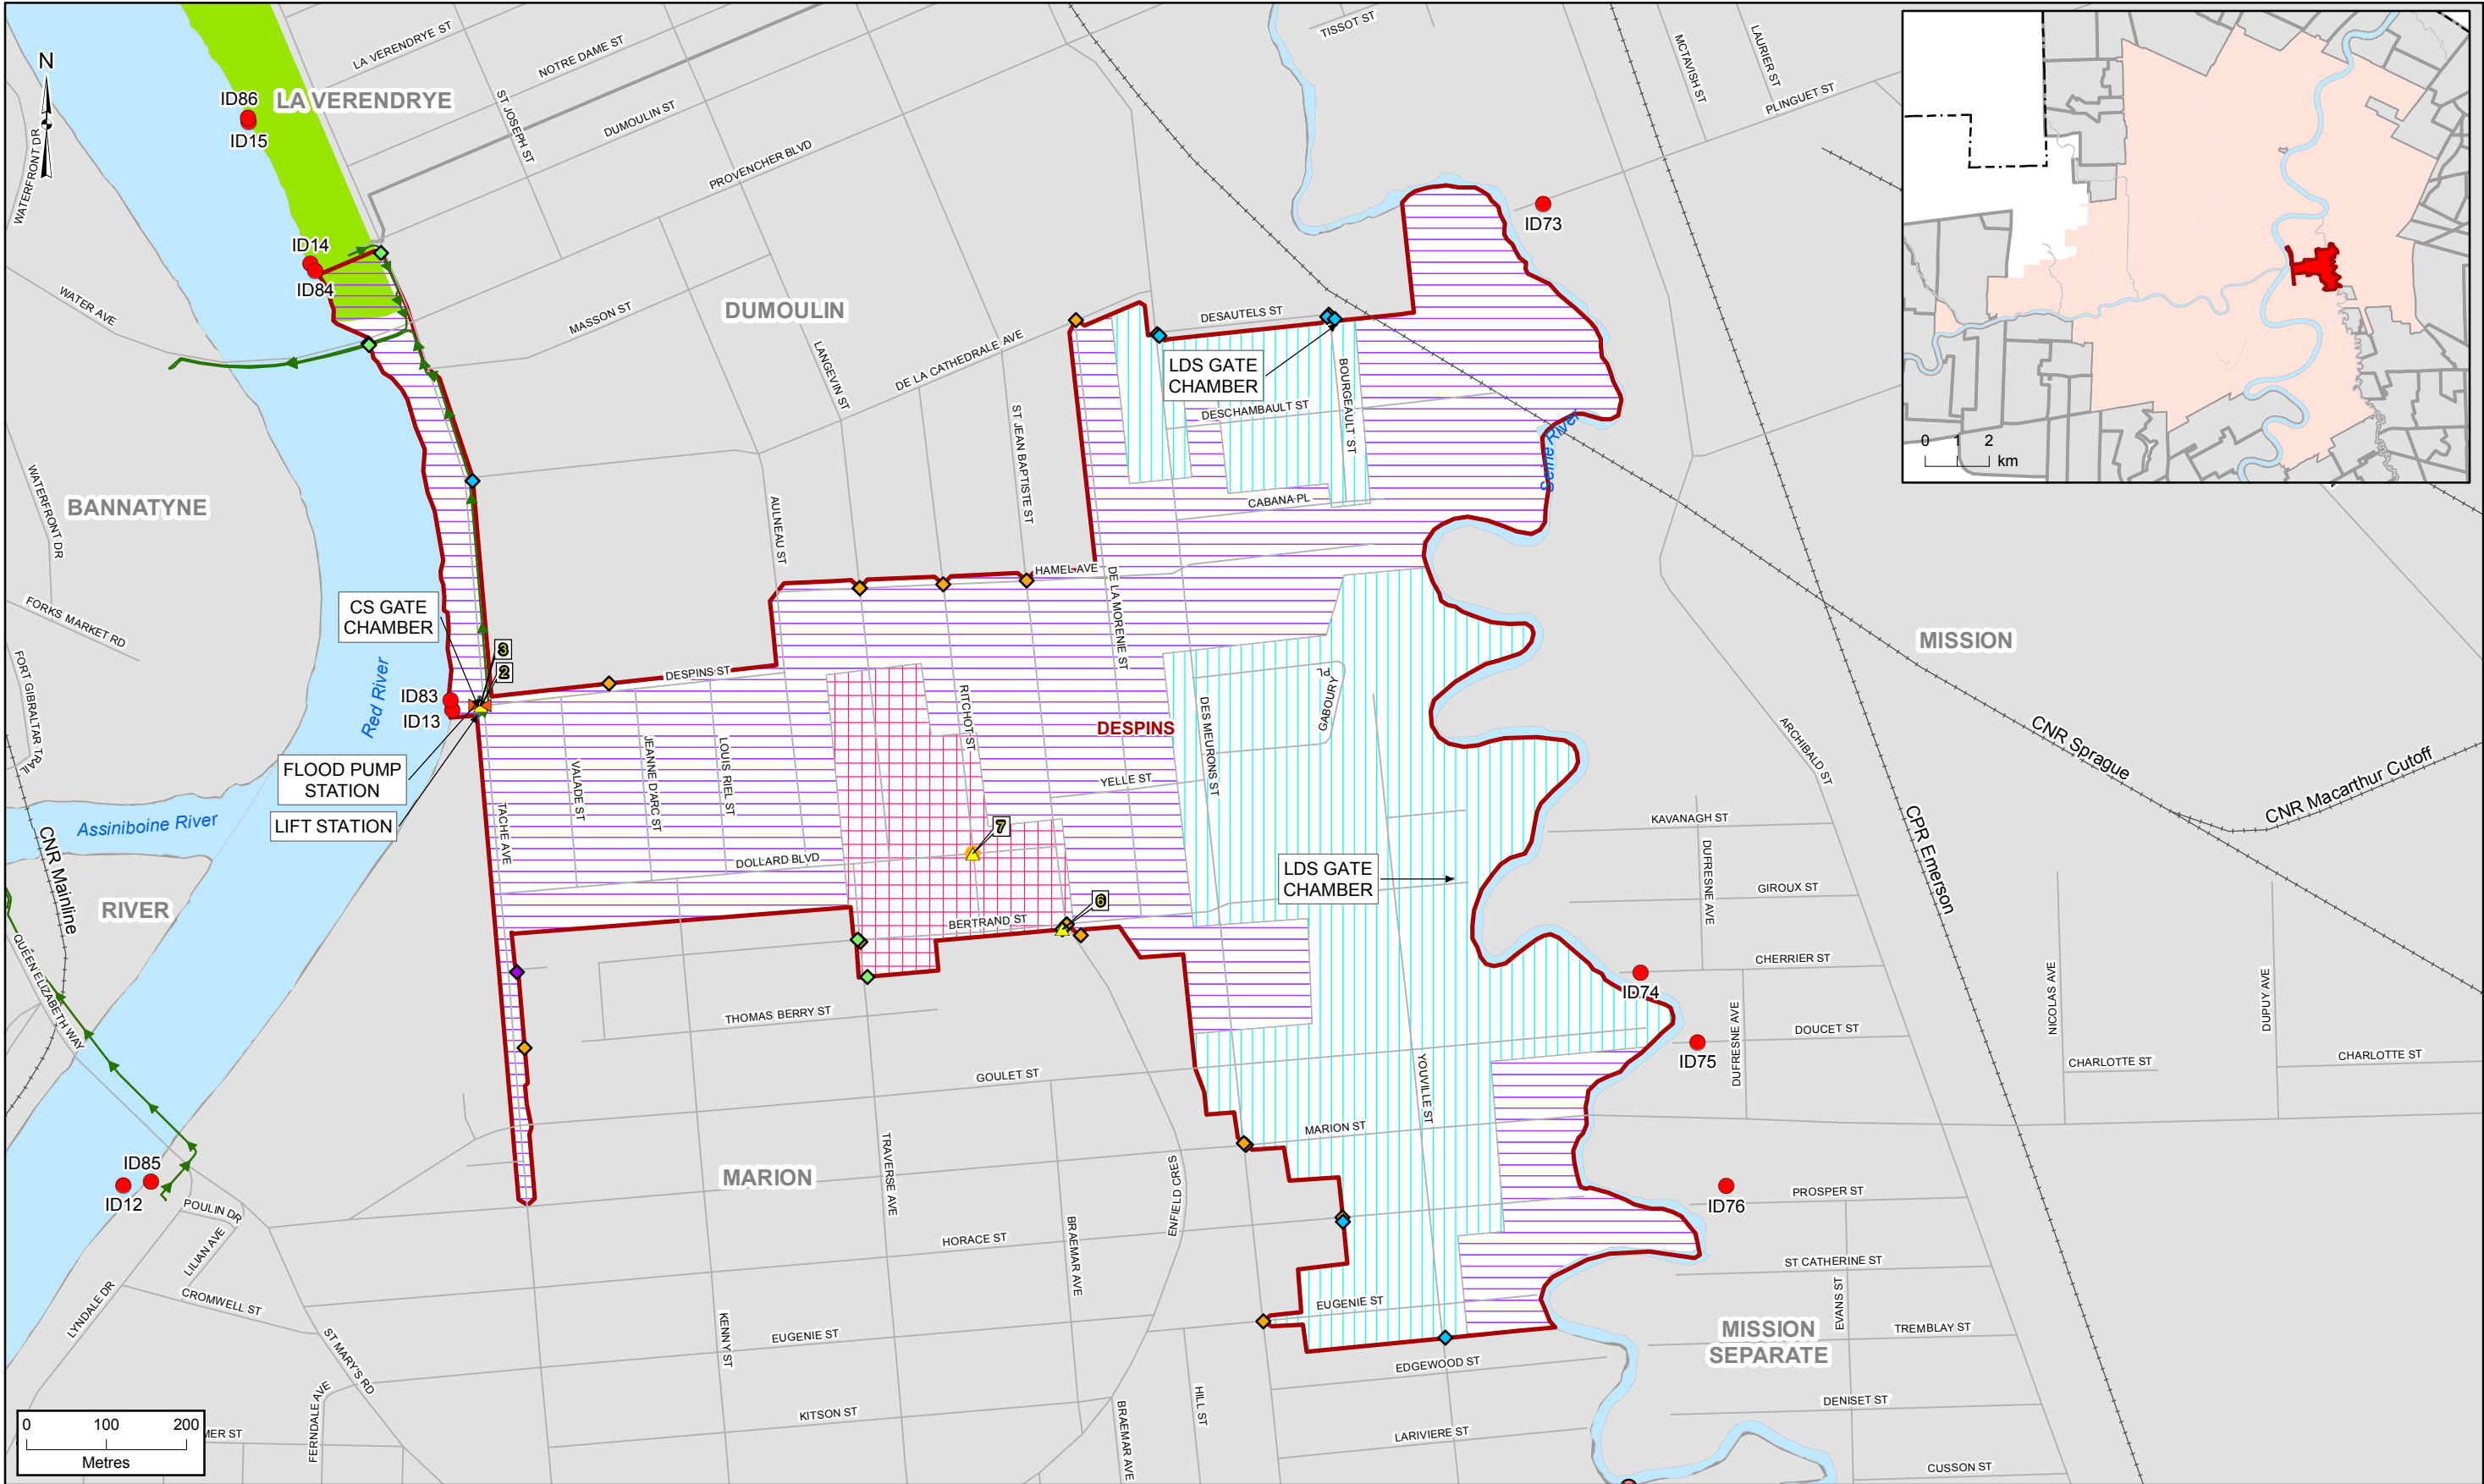 N
LA VERENDRYE ST
NOTRE DAME ST
TISSOT ST
MCTAVISH ST
LAURIER ST
PLINGUET ST
ID86
LA VERENDRYE
ID15
ST JOSEPH ST
DUMOULIN ST
PROVENCHER BLVD
WATERFRONT DR
ID73
ID14
ID84
WATER AVE
MASSON ST
DUMOULIN
LANGEVIN ST
DE LA CATHEDRALE AVE
DESAUTELS ST
LDS GATE
CHAMBER
BOURGEAULT ST
DESCHAMBAULT ST
ST JEAN BAPTISTE ST
Seine River
0 1 2
km
BANNATYNE
WATERFRONT DR
AULNEAU ST
CABANA PL
HAMEL AVE
DE LA MORENIE ST
CS GATE
CHAMBER
FORKS MARKET RD
FORT GIBRALTAR TRAIL
3
2
DESPINS ST
MISSION
ID83
ID13
Red River
RITCHOT ST
DESPINS
DES MEURONS ST
GABOURY PL
ARCHIBALD ST
CNR Sprague
CNR Macarthur Cutoff
FLOOD PUMP
STATION
LIFT STATION
VALADE ST
JEANNE D'ARC ST
LOUIS RIEL ST
YELLE ST
TACHE AVE
Assiniboine River
CNR Mainline
7
DOLLARD BLVD
KAVANAGH ST
CPR Emerson
LDS GATE
CHAMBER
DUFRESNE AVE
GIROUX ST
RIVER
6
BERTRAND ST
QUEEN ELIZABETH WAY
CHERRIER ST
ID74
NICOLAS AVE
DUPUY AVE
THOMAS BERRY ST
DUFRESNE AVE
DOUCET ST
ID75
CHARLOTTE ST
CHARLOTTE ST
GOULET ST
YOUVILLE ST
MARION ST
ID85
ID12
MARION
TRAVERSE AVE
ENFIELD CRES
PROSPER ST
ID76
POULIN DR
LILIAN AVE
BRAEMAR AVE
HORACE ST
ST CATHERINE ST
LYNDALE DR
CROMWELL ST
EUGENIE ST
EVANS ST
MISSION
SEPARATE
TREMBLAY ST
KENNY ST
EUGENIE ST
ST MARY'S RD
EDGEWOOD ST
FERNDALE AVE
HILL ST
DENISET ST
0 100 200
Metres
MER ST
KITSON ST
BRAEMAR AVE
LARIVIERE ST
CUSSON ST